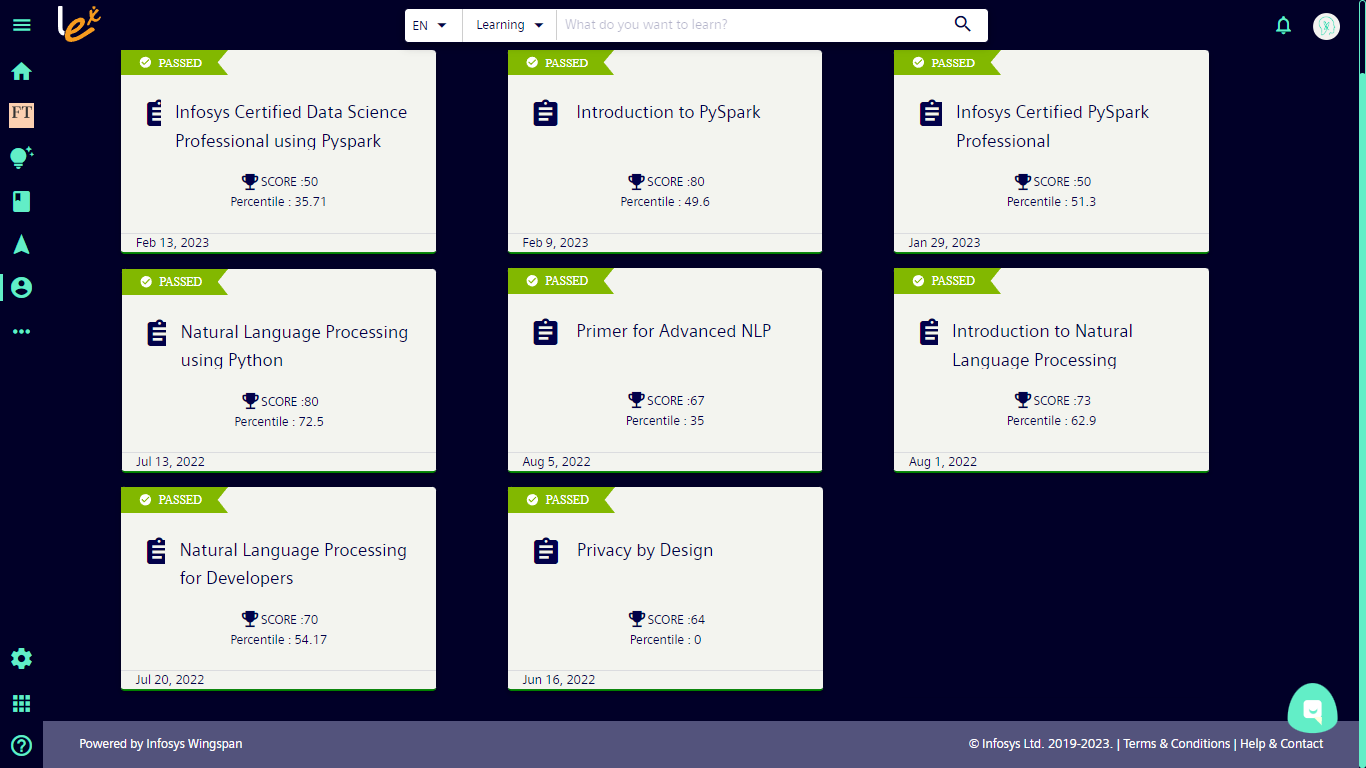 Lex
EN
Learning
What do you want to learn?
FT
PASSED
Infosys Certified Data Science
Professional using Pyspark
SCORE :50
Percentile : 35.71
Feb 13, 2023
PASSED
Introduction to PySpark
SCORE :80
Percentile : 49.6
Feb 9, 2023
PASSED
Infosys Certified PySpark
Professional
SCORE :50
Percentile : 51.3
Jan 29, 2023
PASSED
Natural Language Processing
using Python
SCORE :80
Percentile : 72.5
Jul 13, 2022
PASSED
Primer for Advanced NLP
SCORE :67
Percentile : 35
Aug 5, 2022
PASSED
Introduction to Natural
Language Processing
SCORE :73
Percentile : 62.9
Aug 1, 2022
PASSED
Natural Language Processing
for Developers
SCORE :70
Percentile : 54.17
Jul 20, 2022
PASSED
Privacy by Design
SCORE :64
Percentile : 0
Jun 16, 2022
Powered by Infosys Wingspan
© Infosys Ltd. 2019-2023. | Terms & Conditions | Help & Contact